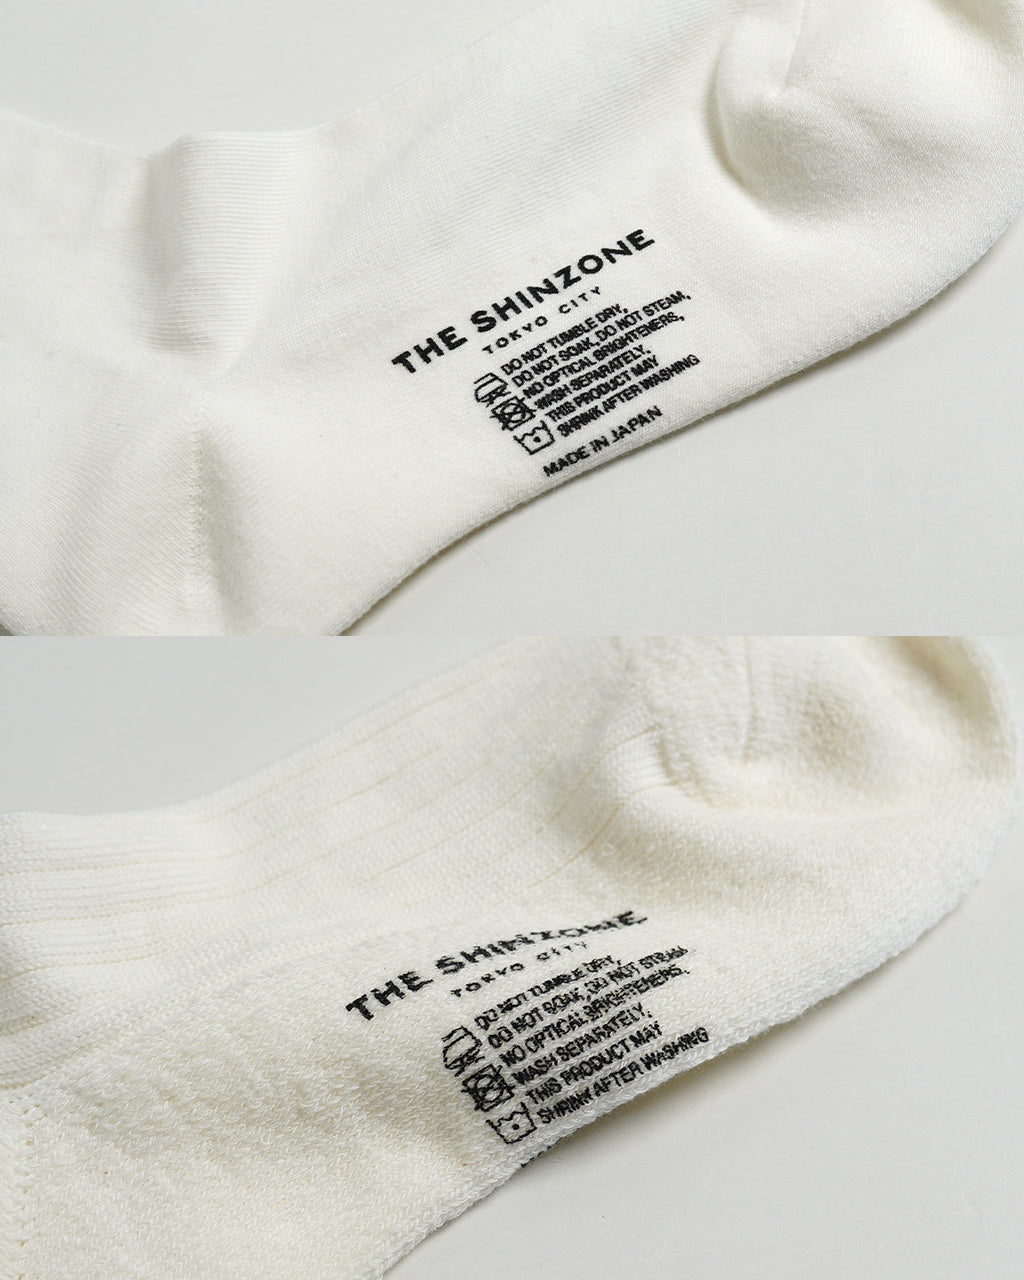 THE SHINZONE
TOKYO CITY
DO NOT TUMBLE DRY,
DO NOT SOAK, DO NOT STEAM,
NO OPTICAL BRIGHTENERS,
WASH SEPARATELY,
THIS PRODUCT MAY
SHRINK AFTER WASHING
MADE IN JAPAN
THE SHINZONE
TOKYO CITY
DO NOT TUMBLE DRY,
DO NOT SOAK, DO NOT STEAM,
NO OPTICAL BRIGHTENERS,
WASH SEPARATELY,
THIS PRODUCT MAY
SHRINK AFTER WASHING